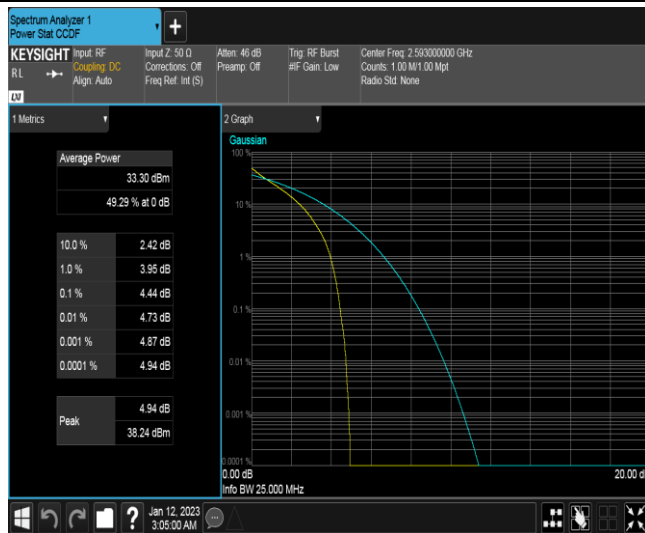 Spectrum Analyzer 1
Power Stat CCDF
+
KEYSIGHT
RL
Input: RF
Coupling: DC
Align: Auto
Input Z: 50 Ω
Corrections: Off
Freq Ref: Int (S)
Atten: 46 dB
Preamp: Off
Trig: RF Burst
#IF Gain: Low
Center Freq: 2.593000000 GHz
Counts: 1.00 M/1.00 Mpt
Radio Std: None
1 Metrics
Average Power
33.30 dBm
49.29 % at 0 dB
10.0 % 2.42 dB
1.0 % 3.95 dB
0.1 % 4.44 dB
0.01 % 4.73 dB
0.001 % 4.87 dB
0.0001 % 4.94 dB
Peak
4.94 dB
38.24 dBm
2 Graph
Gaussian
100 %
10 %
1 %
0.1 %
0.01 %
0.001 %
0.0001 %
0.00 dB
20.00 d
Info BW 25.000 MHz
?
Jan 12, 2023
3:05:00 AM